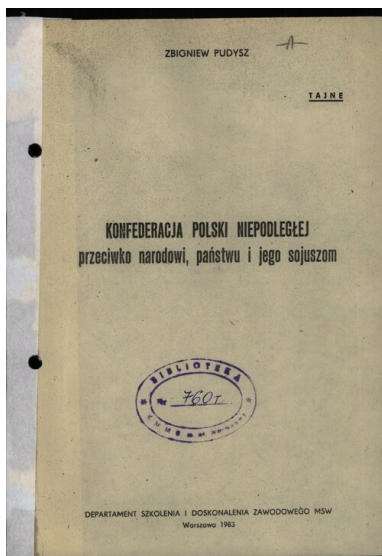 ZBIGNIEW PUDYSZ
TAJNE
KONFEDERACJA POLSKI NIEPODLEGŁEJ
przeciwko narodowi, państwu i jego sojuszom
BIBLIOTEKA
Nr 760T
DEPARTAMENT SZKOLENIA I DOSKONALENIA ZAWODOWEGO MSW
Warszawa 1983